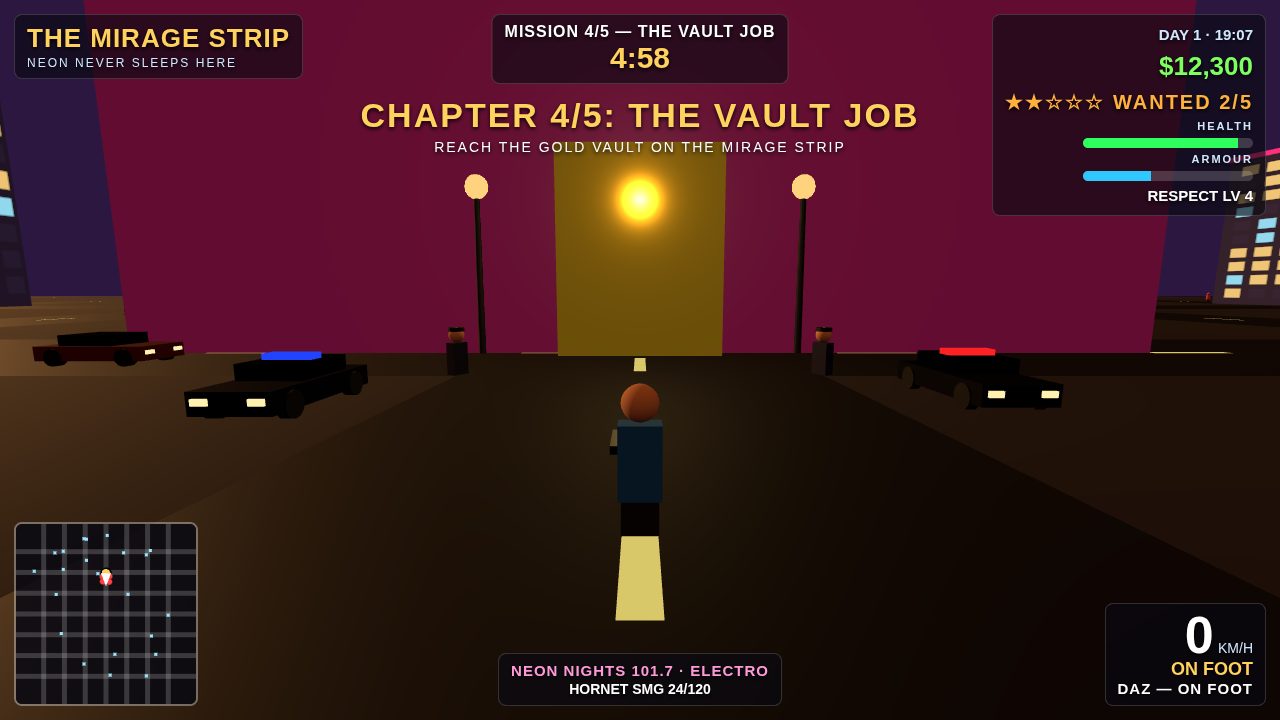 THE MIRAGE STRIP
NEON NEVER SLEEPS HERE
MISSION 4/5 — THE VAULT JOB
4:58
CHAPTER 4/5: THE VAULT JOB
REACH THE GOLD VAULT ON THE MIRAGE STRIP
DAY 1 · 19:07
$12,300
★★☆☆☆ WANTED 2/5
HEALTH
ARMOUR
RESPECT LV 4
NEON NIGHTS 101.7 · ELECTRO
HORNET SMG 24/120
0 KM/H
ON FOOT
DAZ — ON FOOT